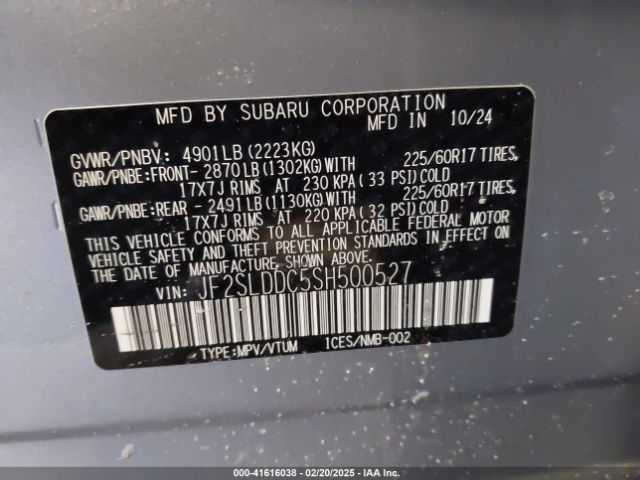 MFD BY SUBARU CORPORATION
MFD IN 10/24
GVWR/PNBV: 4901LB(2223KG)
GAWR/PNBE:FRONT- 2870LB(1302KG)WITH 225/60R17 TIRES,
17X7J RIMS AT 230 KPA(33 PSI)COLD
GAWR/PNBE:REAR - 2491LB(1130KG)WITH 225/60R17 TIRES,
17X7J RIMS AT 220 KPA(32 PSI)COLD
THIS VEHICLE CONFORMS TO ALL APPLICABLE FEDERAL MOTOR
VEHICLE SAFETY AND THEFT PREVENTION STANDARDS IN EFFECT ON
THE DATE OF MANUFACTURE SHOWN ABOVE.
VIN: JF2SLDDC5SH500527
TYPE:MPV/VTUM ICES/NMB-002
000-41616038 - 02/20/2025 - IAA Inc.